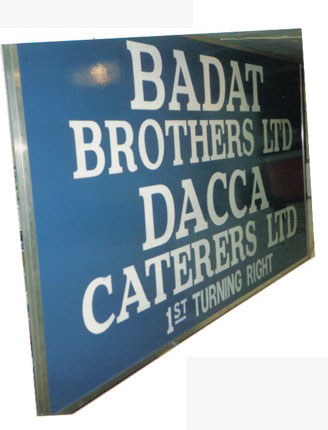 BADAT
BROTHERS LTD
DACCA
CATERERS LTD
1ST TURNING RIGHT